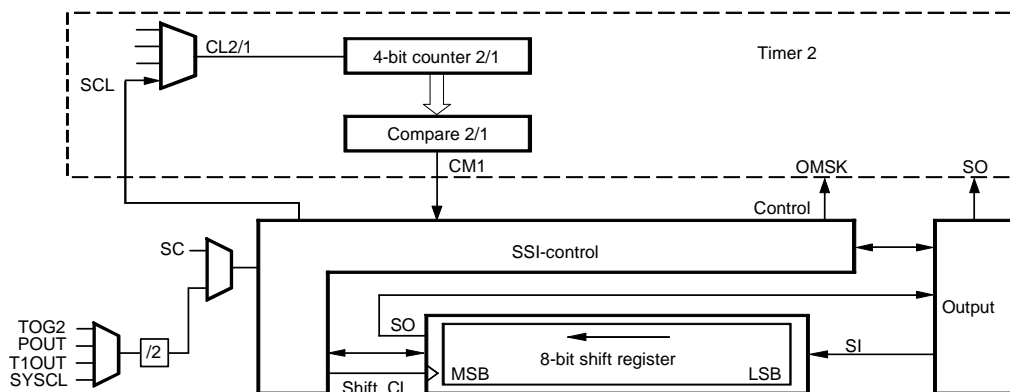 CL2/1
4-bit counter 2/1
Timer 2
SCL
Compare 2/1
CM1
OMSK
SO
Control
SC
SSI-control
TOG2
POUT
T1OUT
SYSCL
/2
SO
Output
8-bit shift register
SI
MSB
LSB
Shift_CL